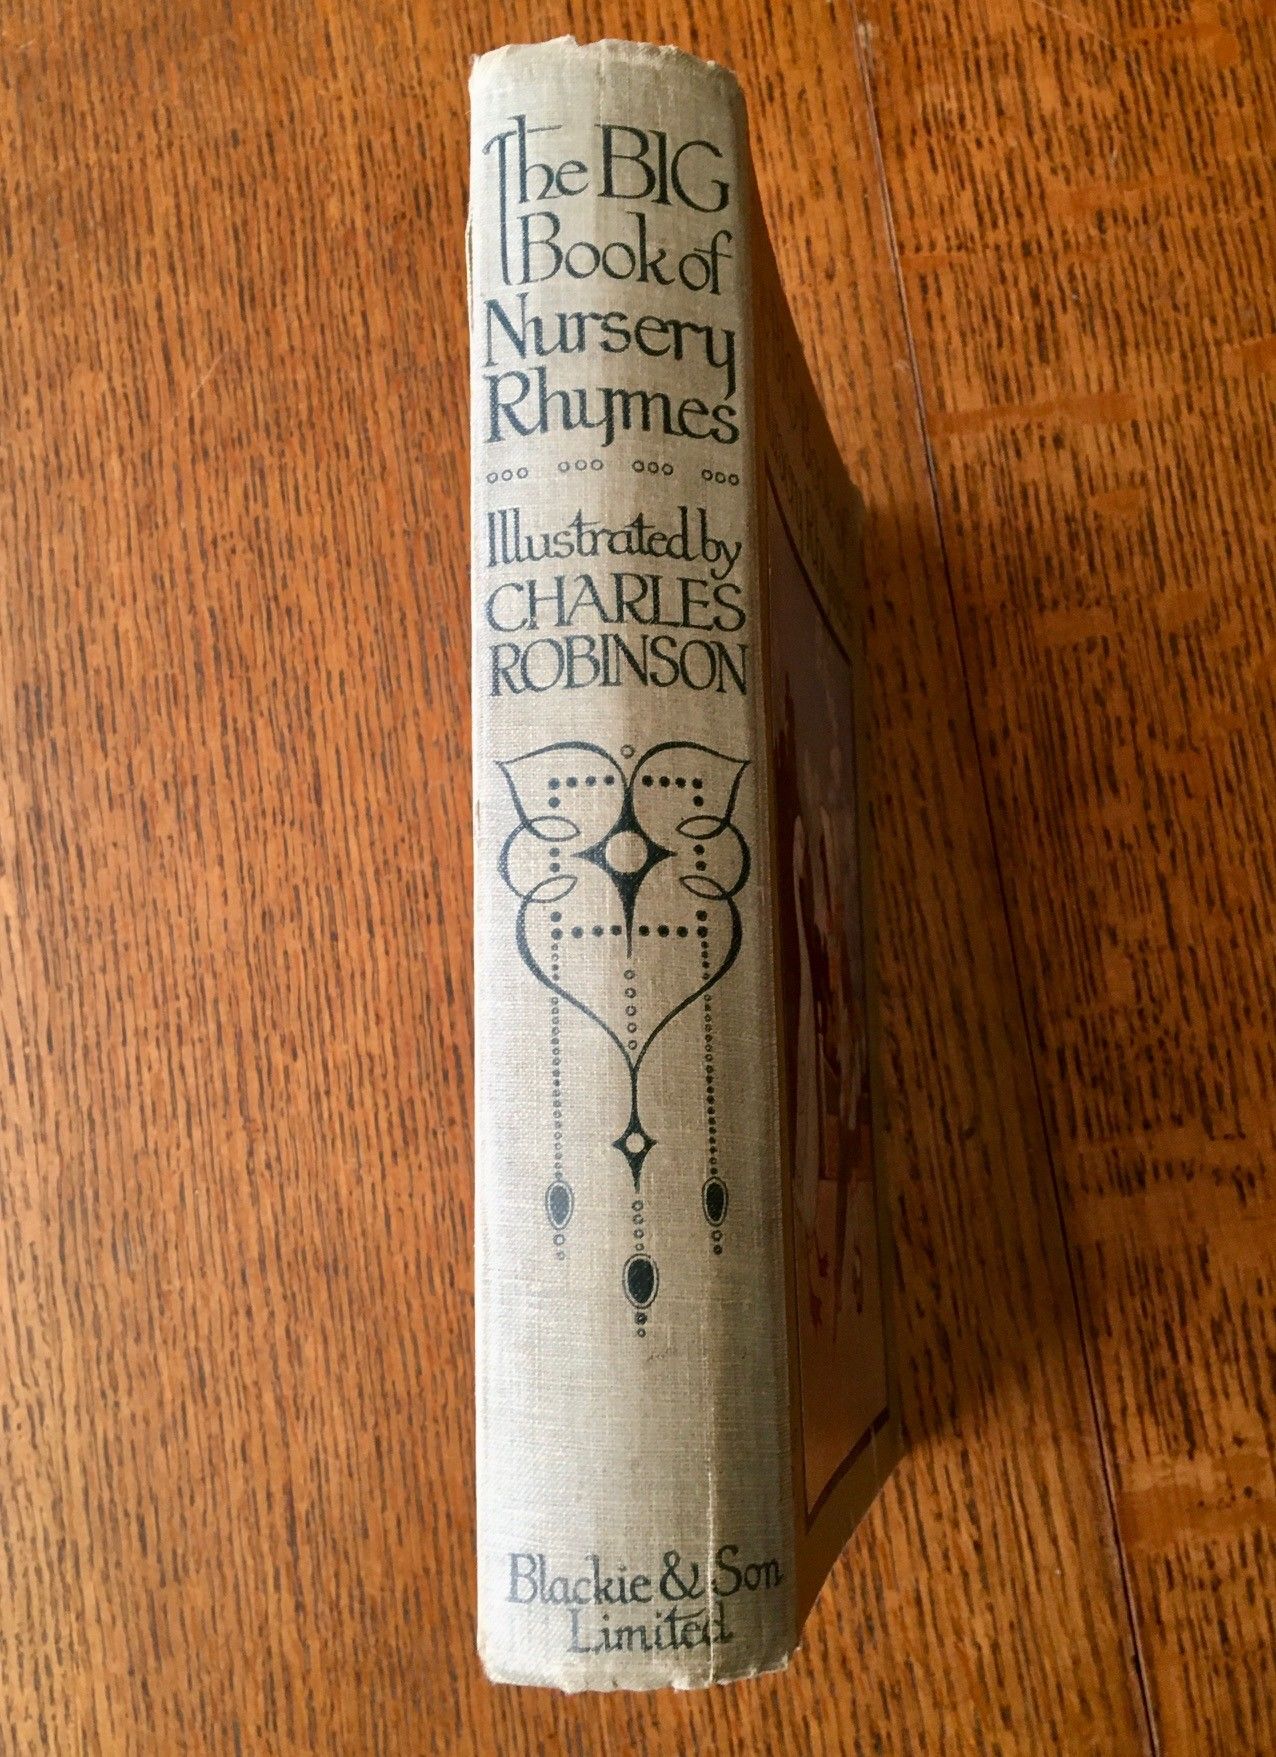 The BIG
Book of
Nursery
Rhymes
Illustrated by
CHARLES
ROBINSON
Blackie & Son
Limited